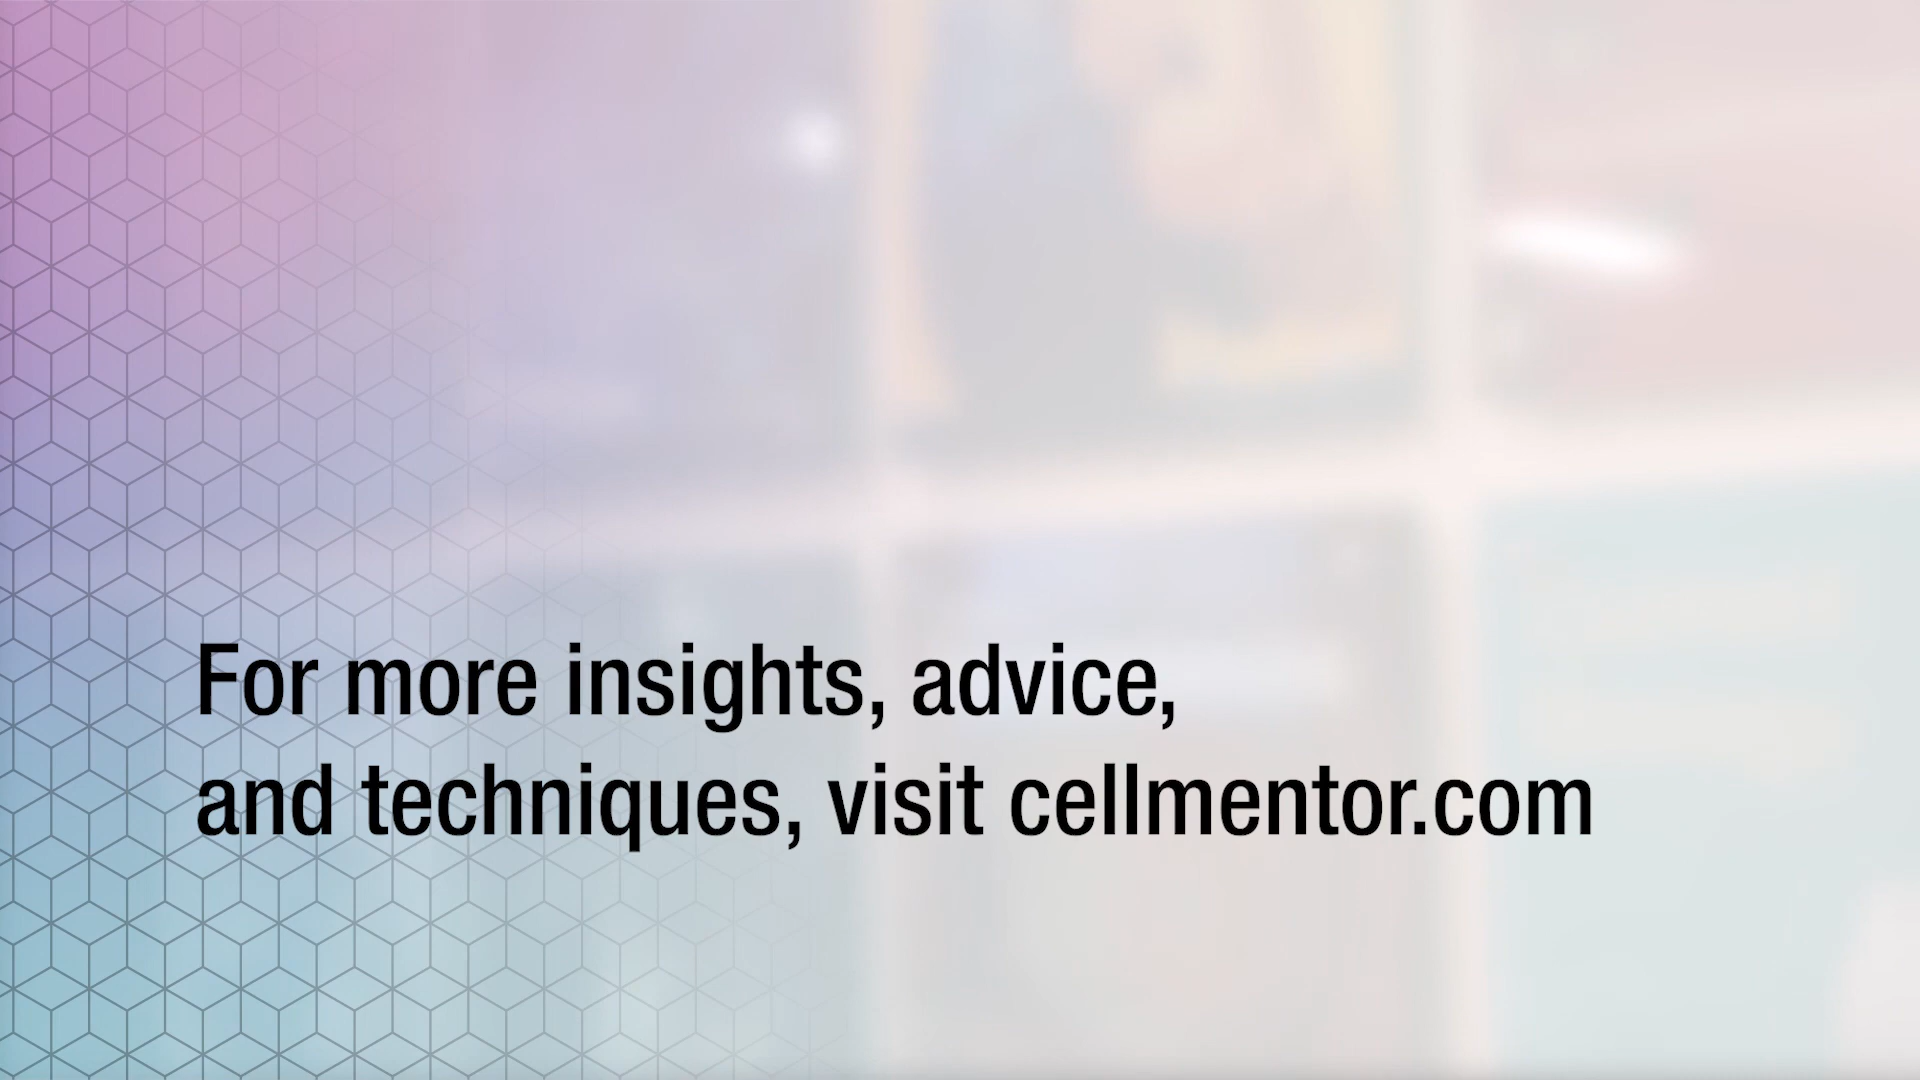 For more insights, advice,
and techniques, visit cellmentor.com